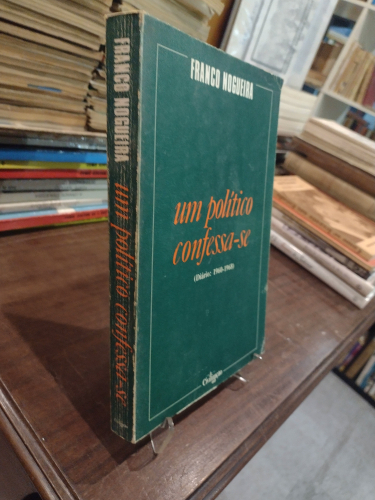 FRANCO NOGUEIRA
um político
confessa-se
(Diário: 1960-1968)
FRANCO NOGUEIRA
um político confessa-se